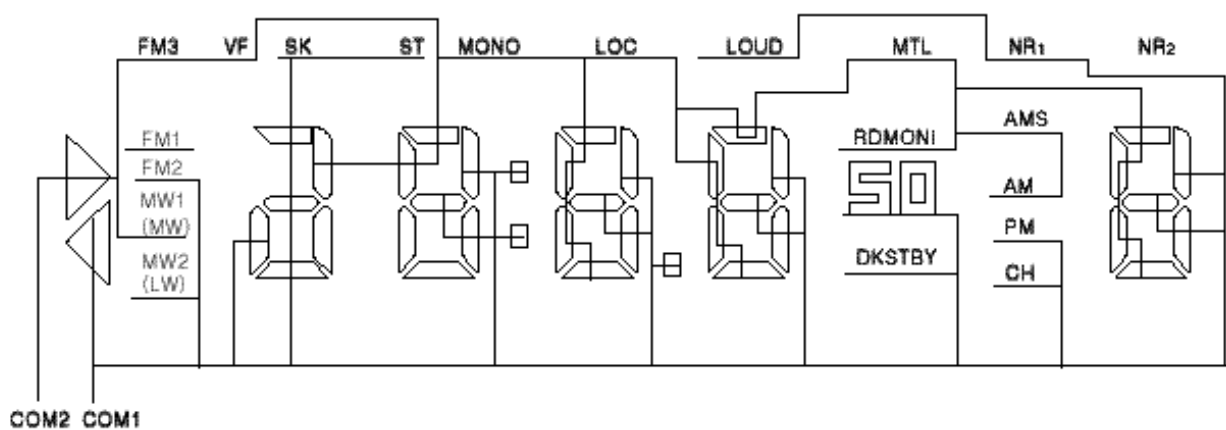 FM3 VF SK ST MONO LOC LOUD MTL NR1 NR2
FM1
FM2
MW1
(MW)
MW2
(LW)
RDMONi
SO
DKSTBY
AMS
AM
PM
CH
COM2 COM1